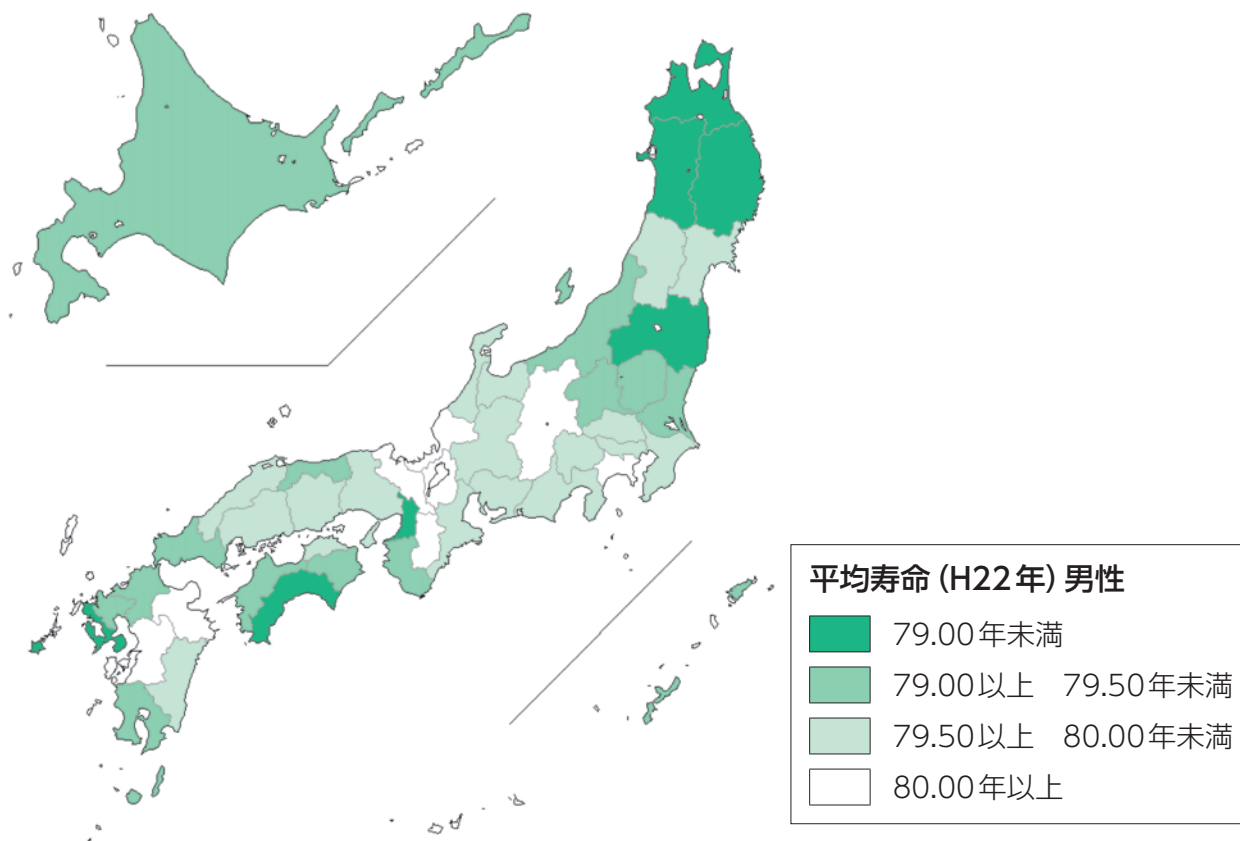 平均寿命 (H22年) 男性
79.00年未満
79.00以上　79.50年未満
79.50以上　80.00年未満
80.00年以上